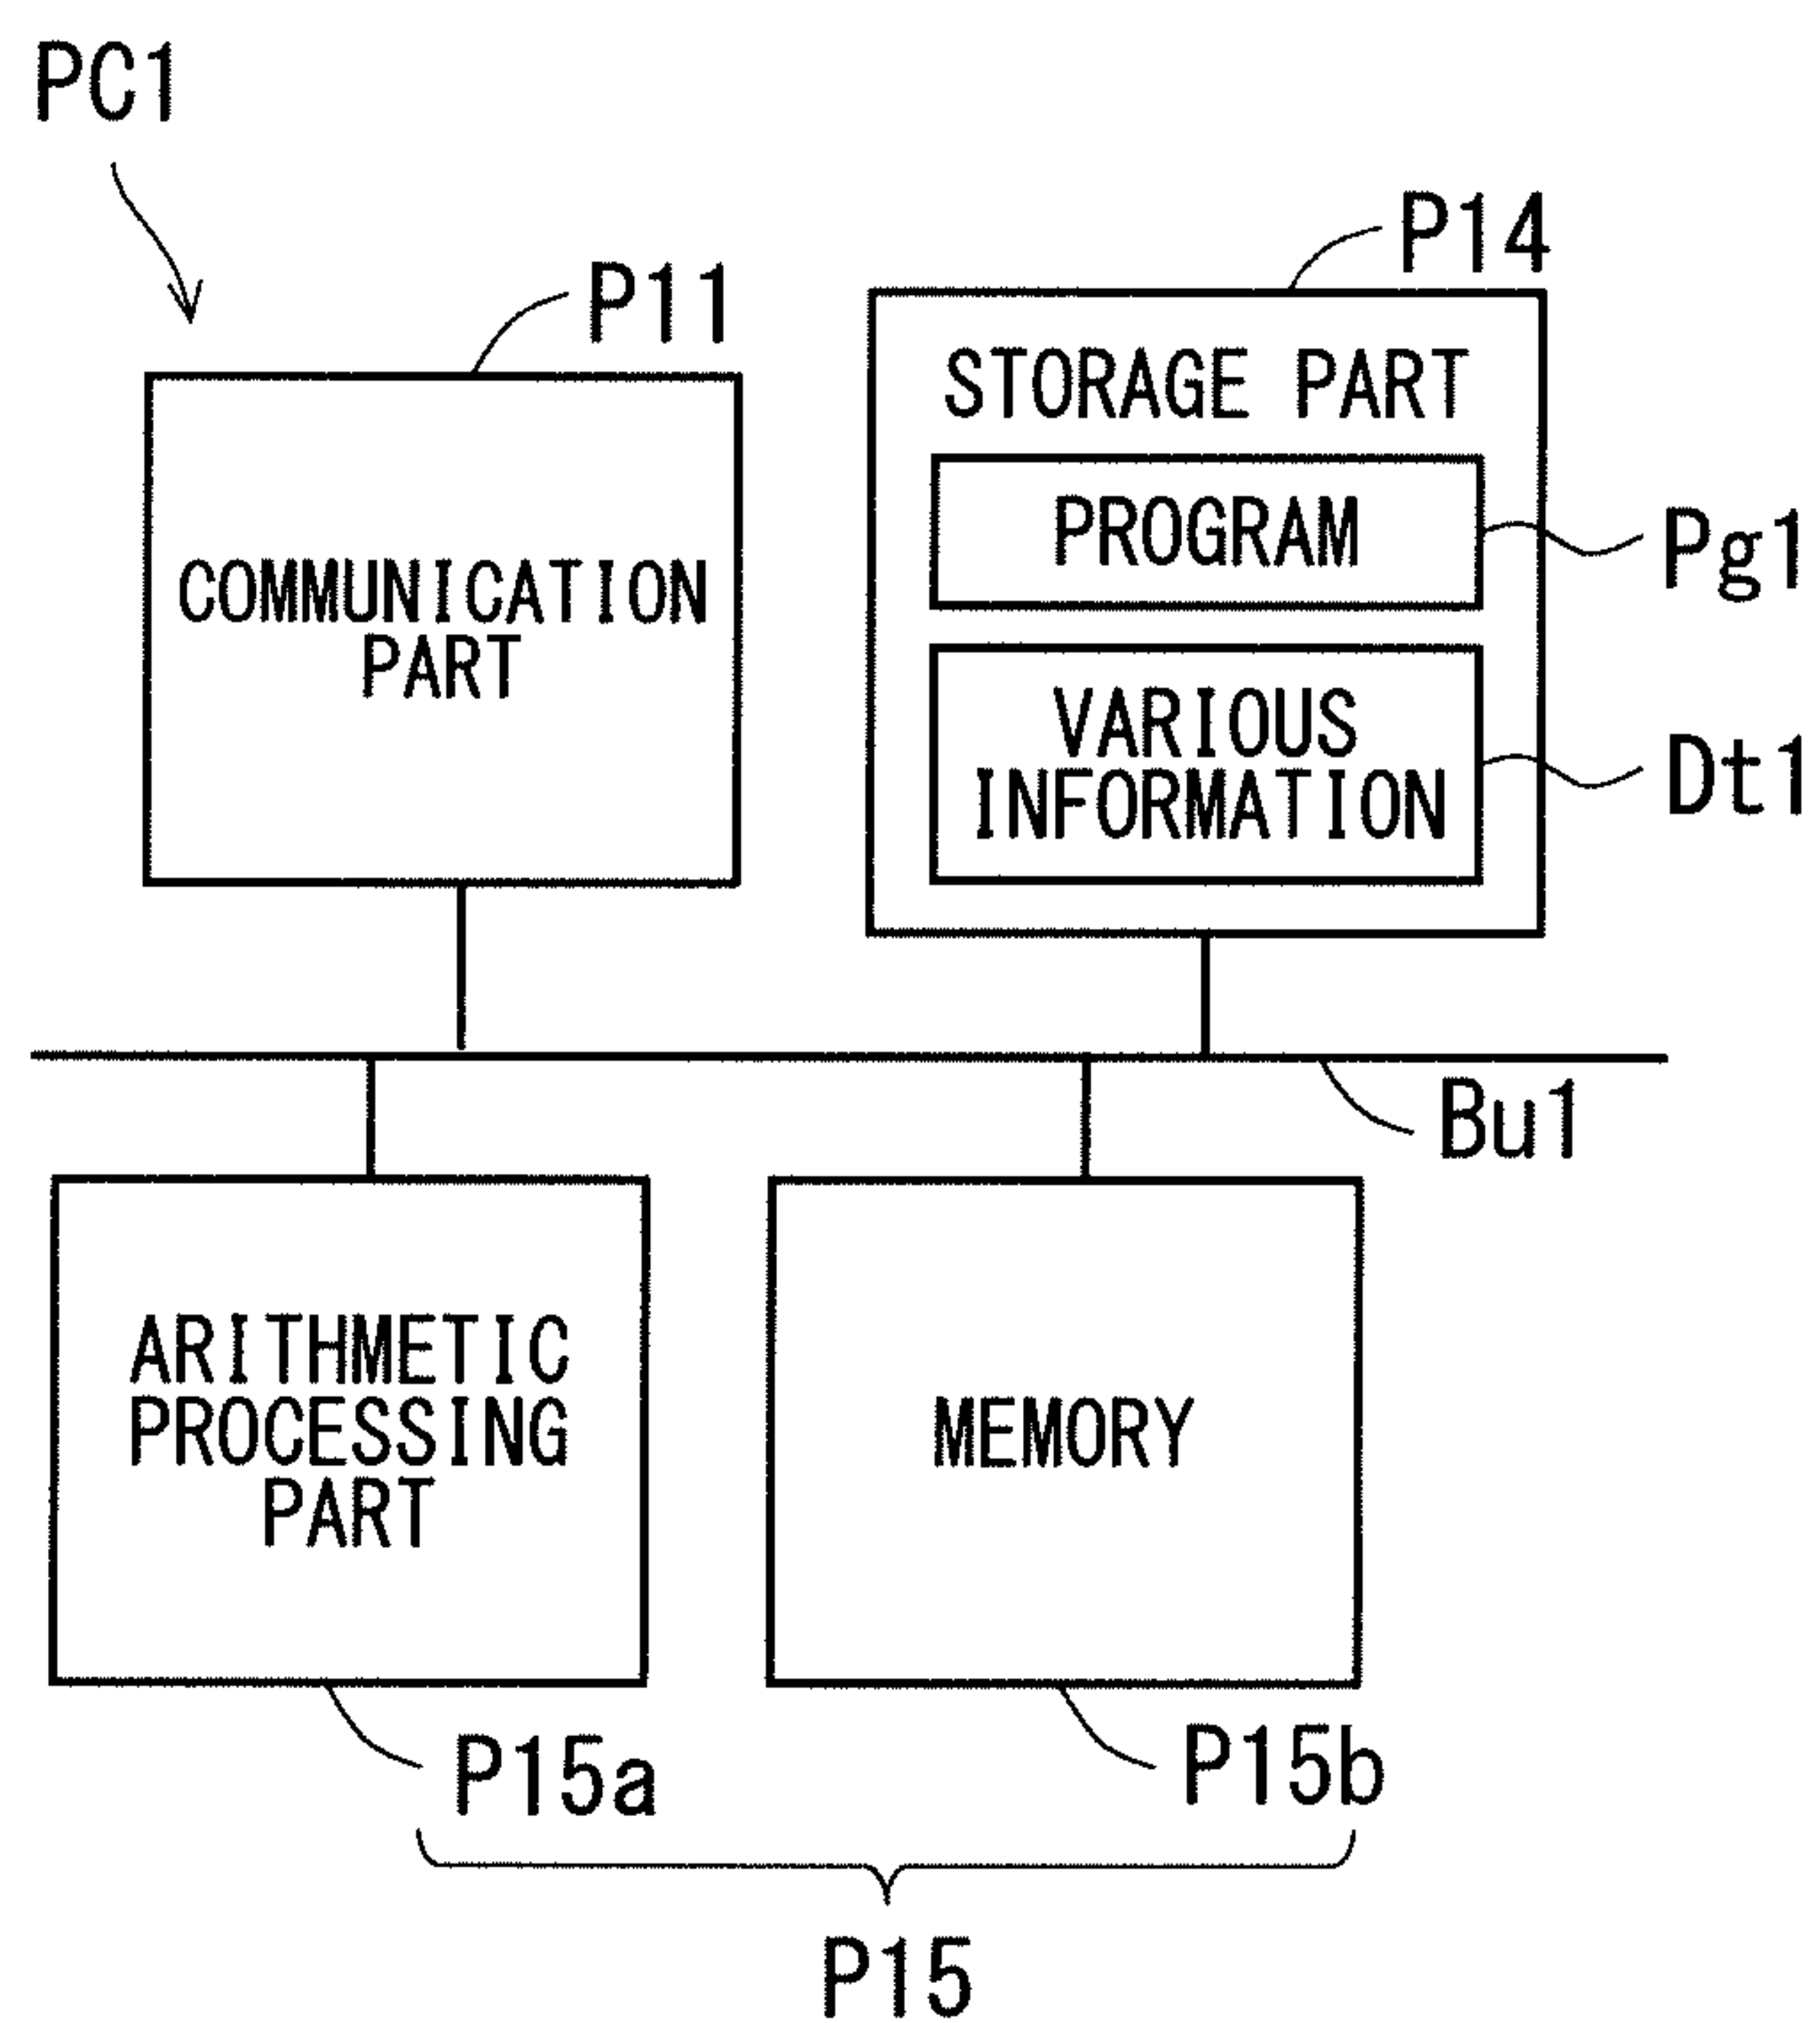 PC1
P14
P11
STORAGE PART
PROGRAM
Pg1
COMMUNICATION
PART
VARIOUS
INFORMATION
Dt1
Bu1
ARITHMETIC
PROCESSING
PART
MEMORY
P15a
P15b
P15